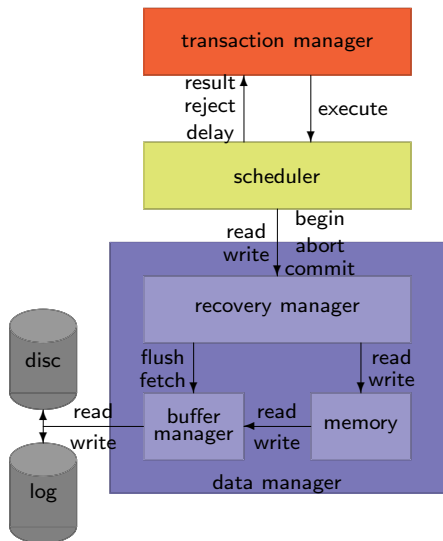 transaction manager
result
reject
delay
execute
scheduler
read
write
begin
abort
commit
recovery manager
flush
fetch
read
write
disc
read
write
buffer
manager
read
write
memory
log
data manager